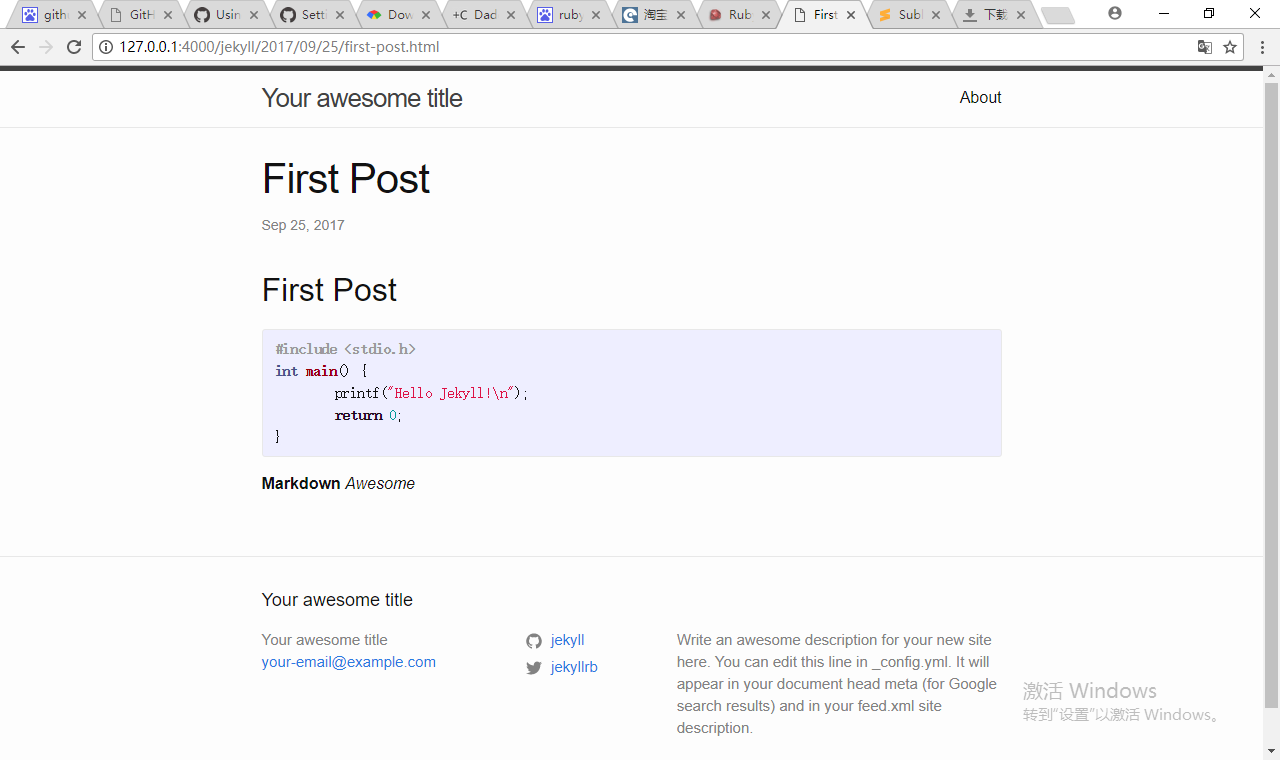 gith
GitH
Usin
Setti
Dow
+C Dad
ruby
淘宝
Rub
First
Subl
下載
127.0.0.1:4000/jekyll/2017/09/25/first-post.html
Your awesome title
About
First Post
Sep 25, 2017
First Post
#include <stdio.h>
int main() {
printf("Hello Jekyll!\n");
return 0;
}
Markdown Awesome
Your awesome title
Your awesome title
your-email@example.com
jekyll
jekyllrb
Write an awesome description for your new site
here. You can edit this line in _config.yml. It will
appear in your document head meta (for Google
search results) and in your feed.xml site
description.
激活 Windows
转到“设置”以激活 Windows。